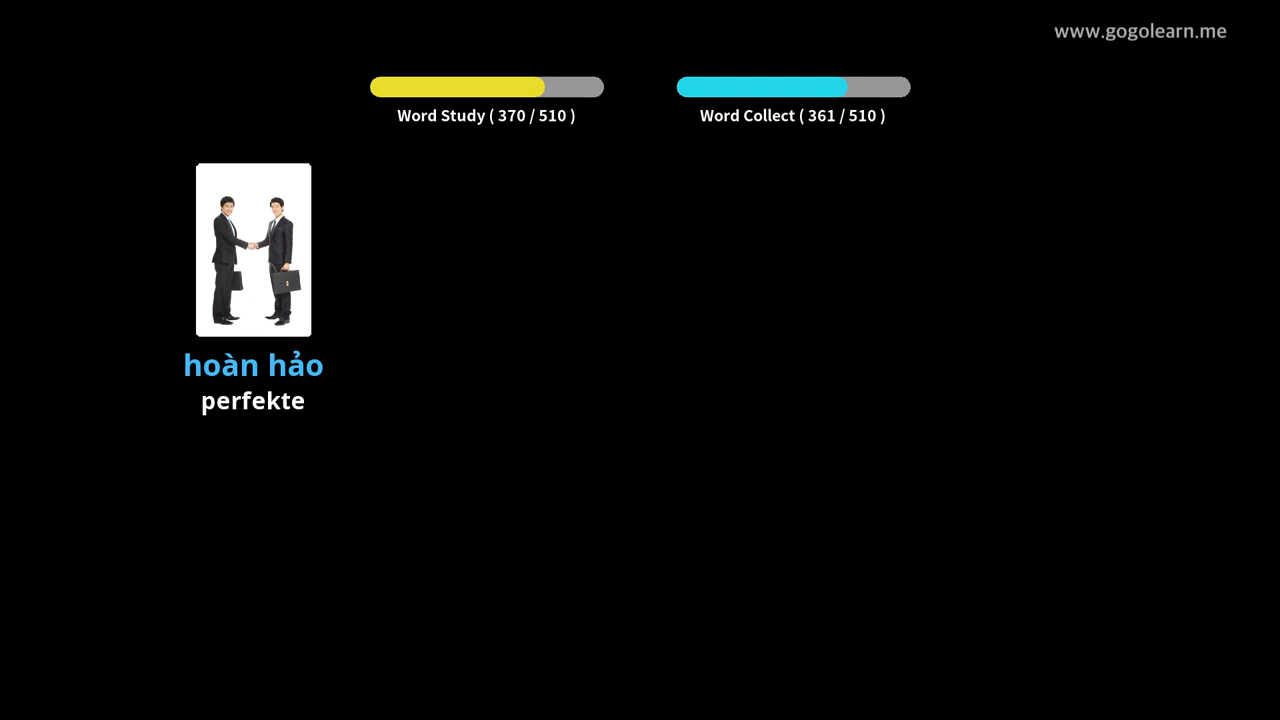 www.gogolearn.me
Word Study ( 370 / 510 )
Word Collect ( 361 / 510 )
hoàn hảo
perfekte